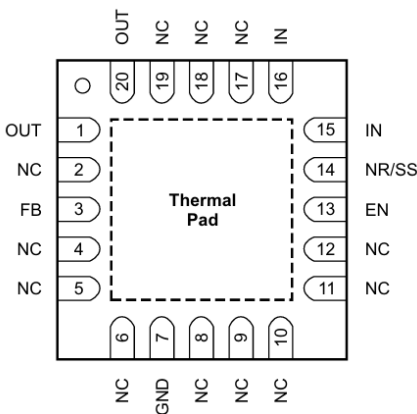 OUT NC NC NC IN
20 19 18 17 16
OUT 1 15 IN
NC 2 14 NR/SS
FB 3 Thermal 13 EN
Pad
NC 4 12 NC
NC 5 11 NC
6 7 8 9 10
NC GND NC NC NC